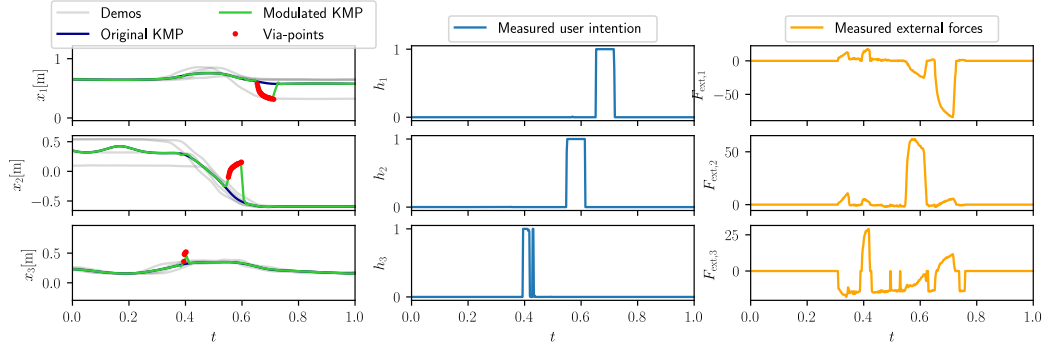 Demos
Original KMP
Modulated KMP
Via-points
Measured user intention
Measured external forces
x1[m]
1
0
h1
1
0
Fext,1
0
−50
x2[m]
0.5
0.0
−0.5
h2
1
0
Fext,2
50
0
x3[m]
0.5
0.0
h3
1
0
Fext,3
25
0
0.0 0.2 0.4 0.6 0.8 1.0
t
0.0 0.2 0.4 0.6 0.8 1.0
t
0.0 0.2 0.4 0.6 0.8 1.0
t